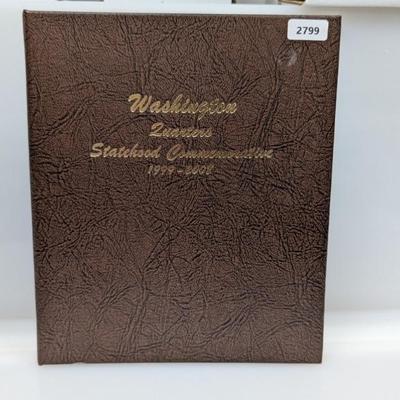 2799
Washington
Quarters
Statehood Commemorative
1999-2008